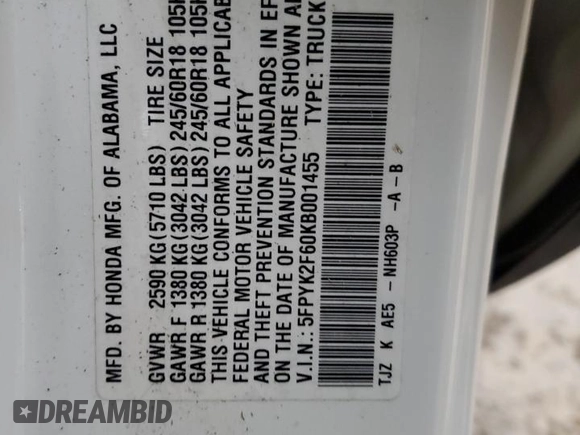 MFD. BY HONDA MFG. OF ALABAMA, LLC
GVWR 2590 KG (5710 LBS) TIRE SIZE
GAWR F 1380 KG (3042 LBS) 245/60R18 105H
GAWR R 1380 KG (3042 LBS) 245/60R18 105H
THIS VEHICLE CONFORMS TO ALL APPLICAB
FEDERAL MOTOR VEHICLE SAFETY
AND THEFT PREVENTION STANDARDS IN EF
ON THE DATE OF MANUFACTURE SHOWN A
V.I.N.: 5FPYK2F60KB001455 TYPE: TRUCK
TJZ K AE5 - NH603P -A-B
DREAMBID